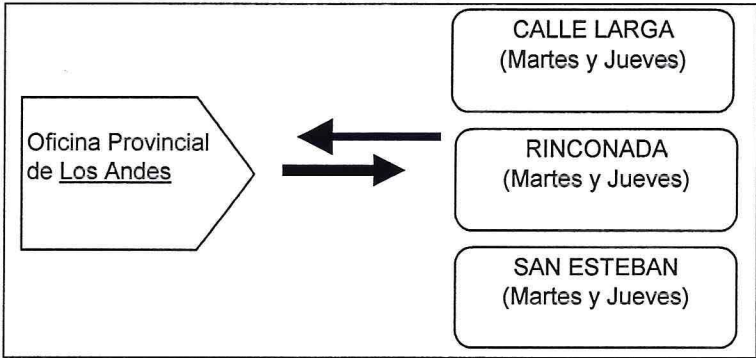 CALLE LARGA
(Martes y Jueves)
Oficina Provincial
de Los Andes
RINCONADA
(Martes y Jueves)
SAN ESTEBAN
(Martes y Jueves)